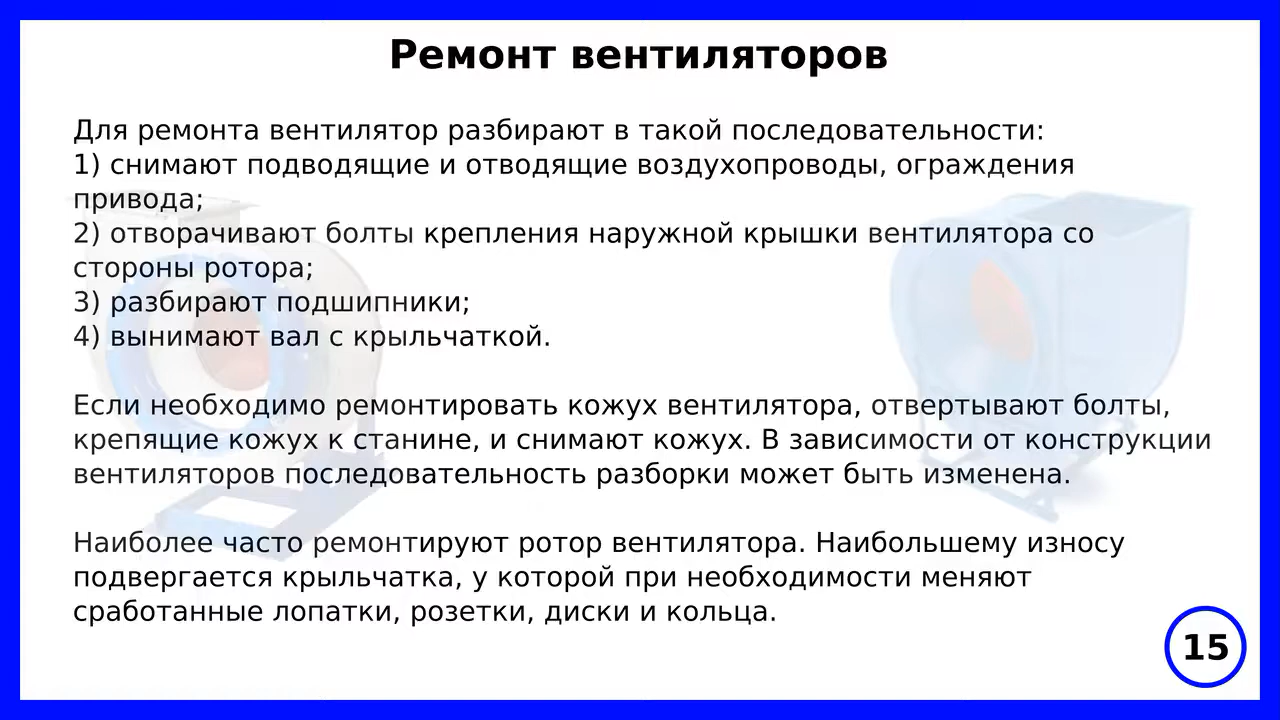 Ремонт вентиляторов
Для ремонта вентилятор разбирают в такой последовательности:
1) снимают подводящие и отводящие воздухопроводы, ограждения
привода;
2) отворачивают болты крепления наружной крышки вентилятора со
стороны ротора;
3) разбирают подшипники;
4) вынимают вал с крыльчаткой.
Если необходимо ремонтировать кожух вентилятора, отвертывают болты,
крепящие кожух к станине, и снимают кожух. В зависимости от конструкции
вентиляторов последовательность разборки может быть изменена.
Наиболее часто ремонтируют ротор вентилятора. Наибольшему износу
подвергается крыльчатка, у которой при необходимости меняют
сработанные лопатки, розетки, диски и кольца.
15